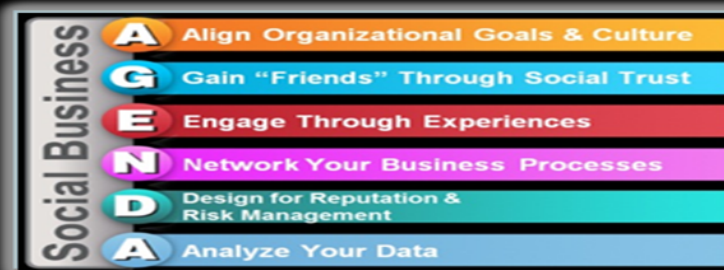 Social Business
A Align Organizational Goals & Culture
G Gain “Friends” Through Social Trust
E Engage Through Experiences
N Network Your Business Processes
D Design for Reputation &
Risk Management
A Analyze Your Data